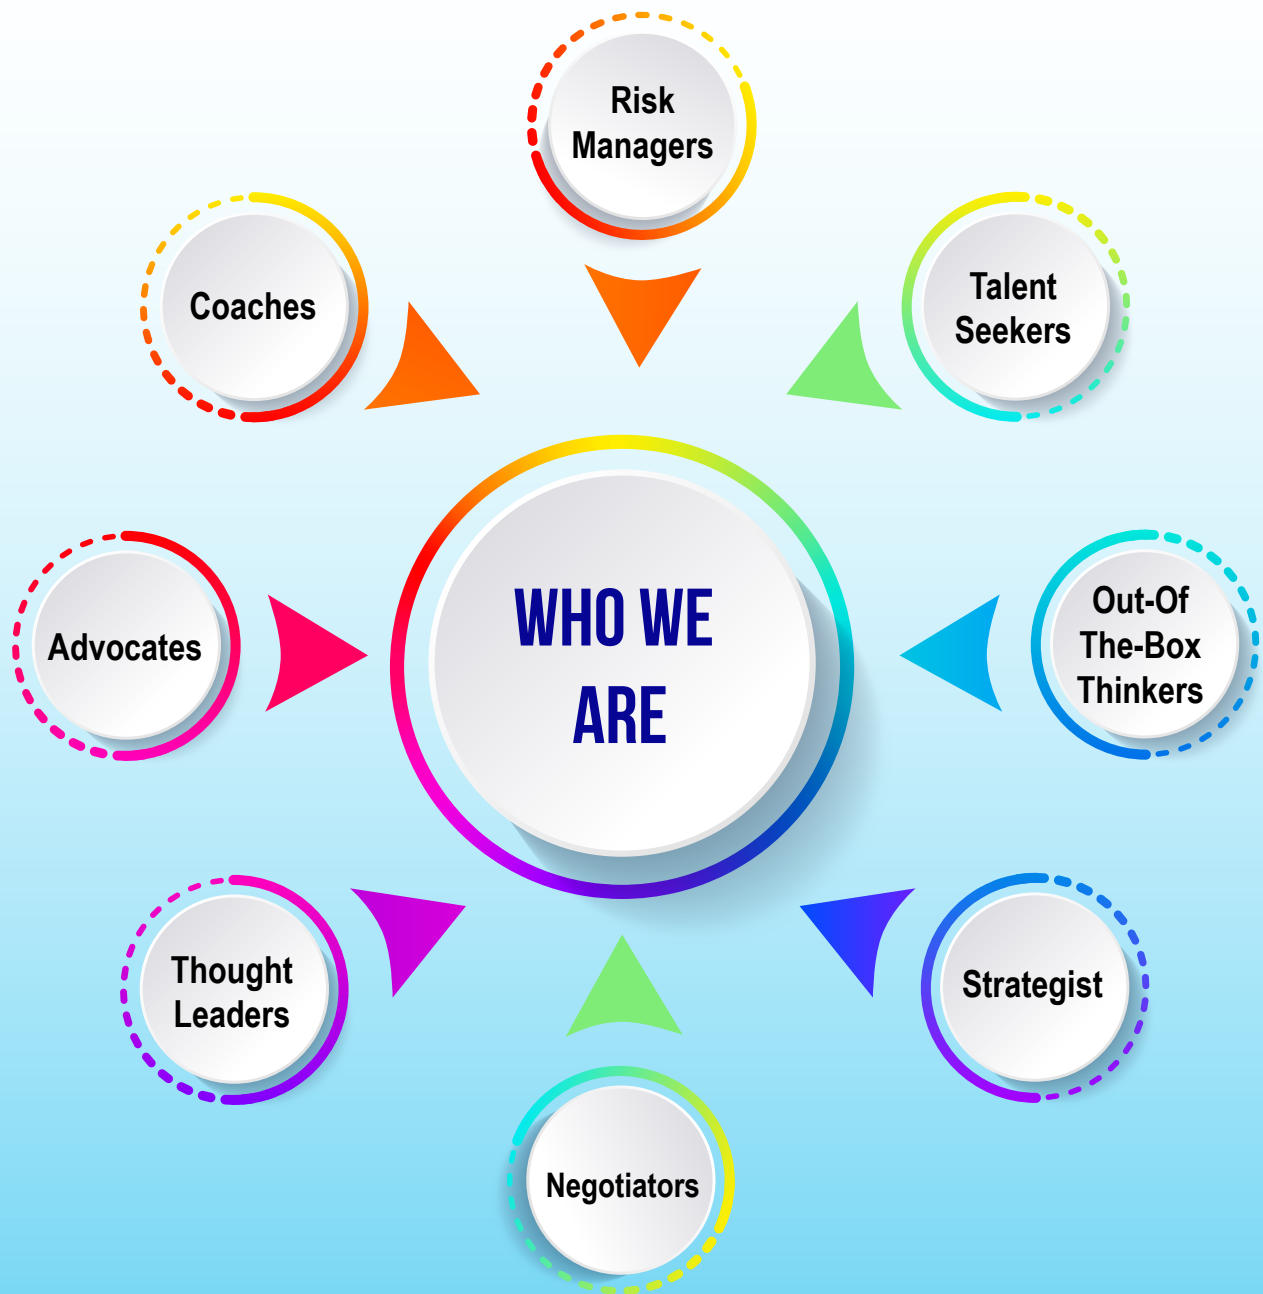 Risk
Managers
Coaches
Talent
Seekers
WHO WE
ARE
Advocates
Out-Of
The-Box
Thinkers
Thought
Leaders
Strategist
Negotiators